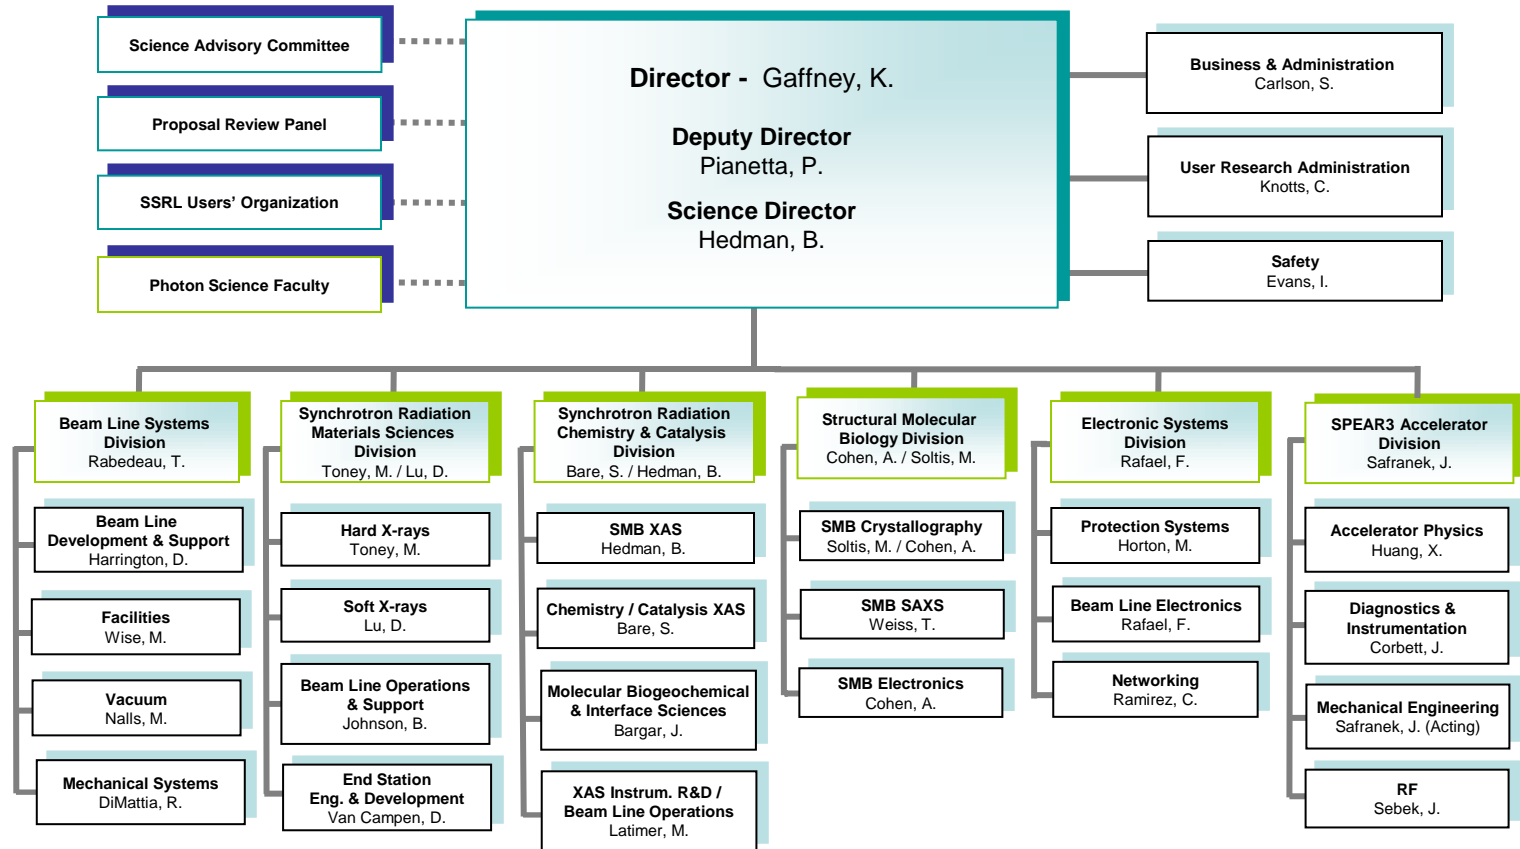 Science Advisory Committee
Proposal Review Panel
SSRL Users’ Organization
Photon Science Faculty
Director -  Gaffney, K.
Deputy Director
Pianetta, P.
Science Director
Hedman, B.
Business & Administration
Carlson, S.
User Research Administration
Knotts, C.
Safety
Evans, I.
Beam Line Systems
Division
Rabedeau, T.
Beam Line
Development & Support
Harrington, D.
Facilities
Wise, M.
Vacuum
Nalls, M.
Mechanical Systems
DiMattia, R.
Synchrotron Radiation
Materials Sciences
Division
Toney, M. / Lu, D.
Hard X-rays
Toney, M.
Soft X-rays
Lu, D.
Beam Line Operations
& Support
Johnson, B.
End Station
Eng. & Development
Van Campen, D.
Synchrotron Radiation
Chemistry & Catalysis
Division
Bare, S. / Hedman, B.
SMB XAS
Hedman, B.
Chemistry / Catalysis XAS
Bare, S.
Molecular Biogeochemical
& Interface Sciences
Bargar, J.
XAS Instrum. R&D /
Beam Line Operations
Latimer, M.
Structural Molecular
Biology Division
Cohen, A. / Soltis, M.
SMB Crystallography
Soltis, M. / Cohen, A.
SMB SAXS
Weiss, T.
SMB Electronics
Cohen, A.
Electronic Systems
Division
Rafael, F.
Protection Systems
Horton, M.
Beam Line Electronics
Rafael, F.
Networking
Ramirez, C.
SPEAR3 Accelerator
Division
Safranek, J.
Accelerator Physics
Huang, X.
Diagnostics &
Instrumentation
Corbett, J.
Mechanical Engineering
Safranek, J. (Acting)
RF
Sebek, J.